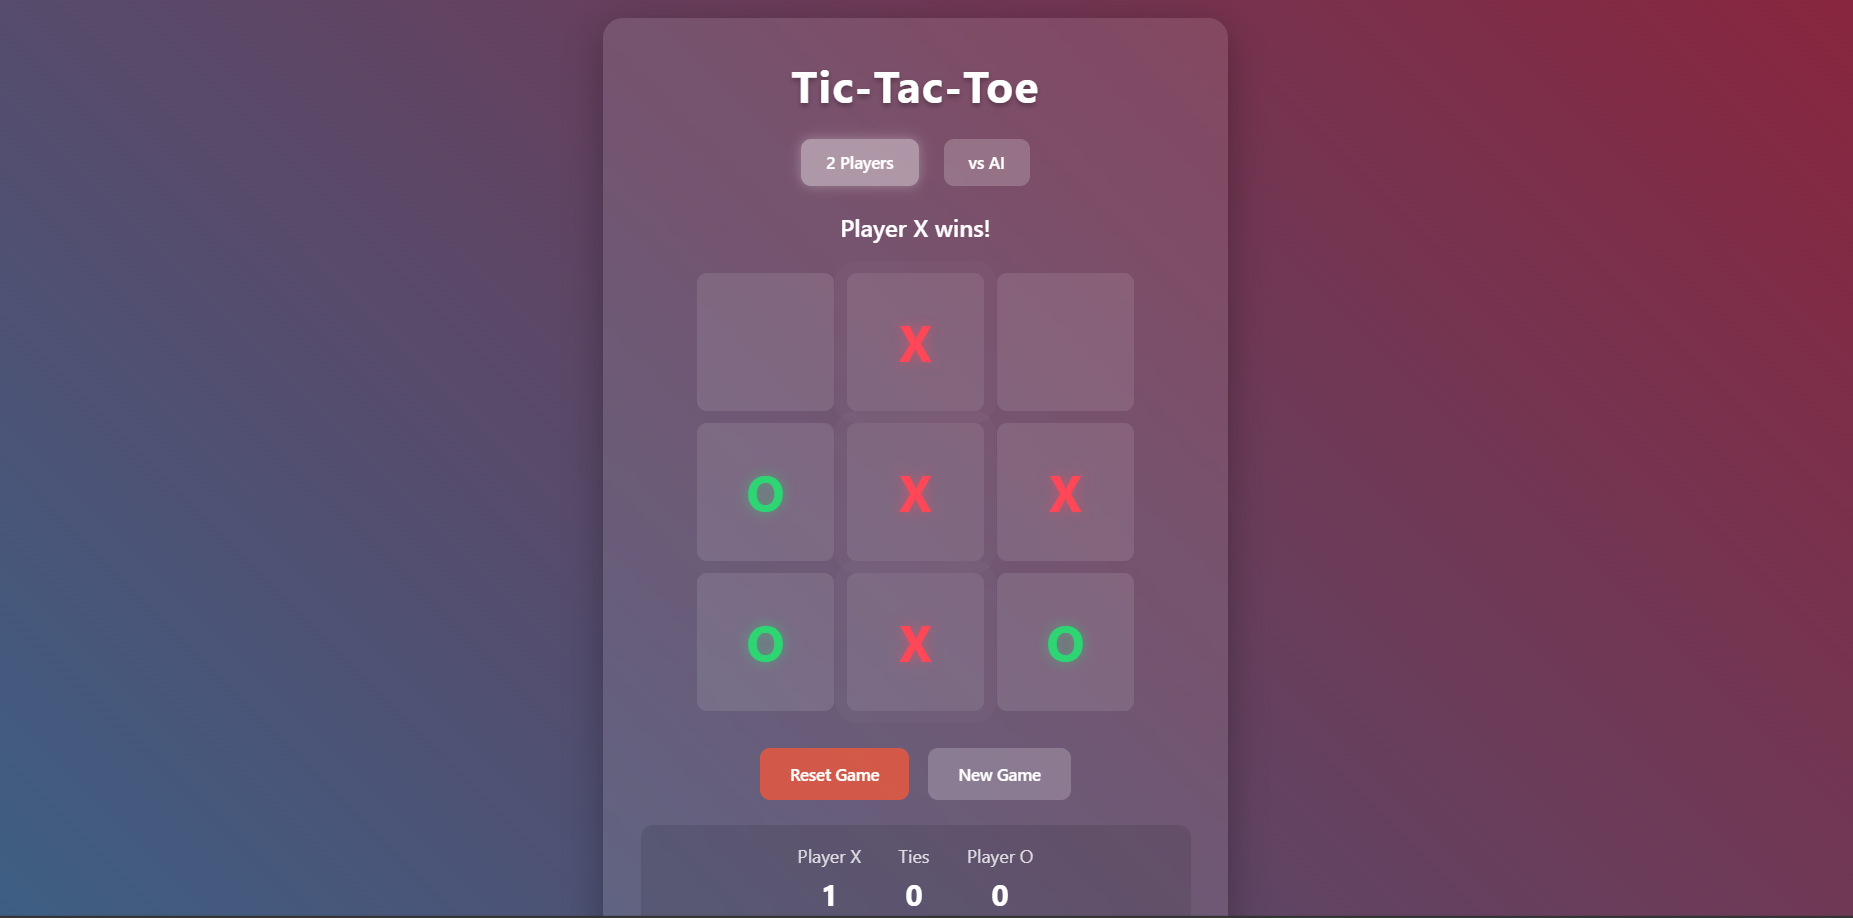 Tic-Tac-Toe
2 Players vs AI
Player X wins!
X
O X X
O X O
Reset Game New Game
Player X Ties Player O
1 0 0